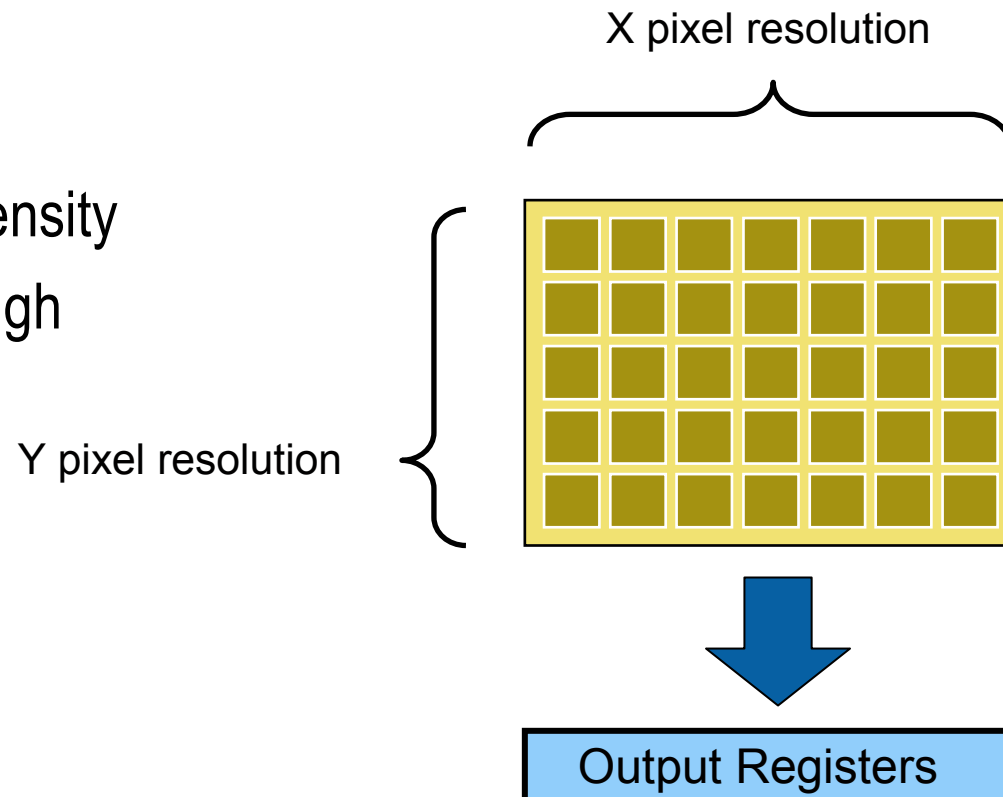 X pixel resolution
ensity
gh
Y pixel resolution
Output Registers